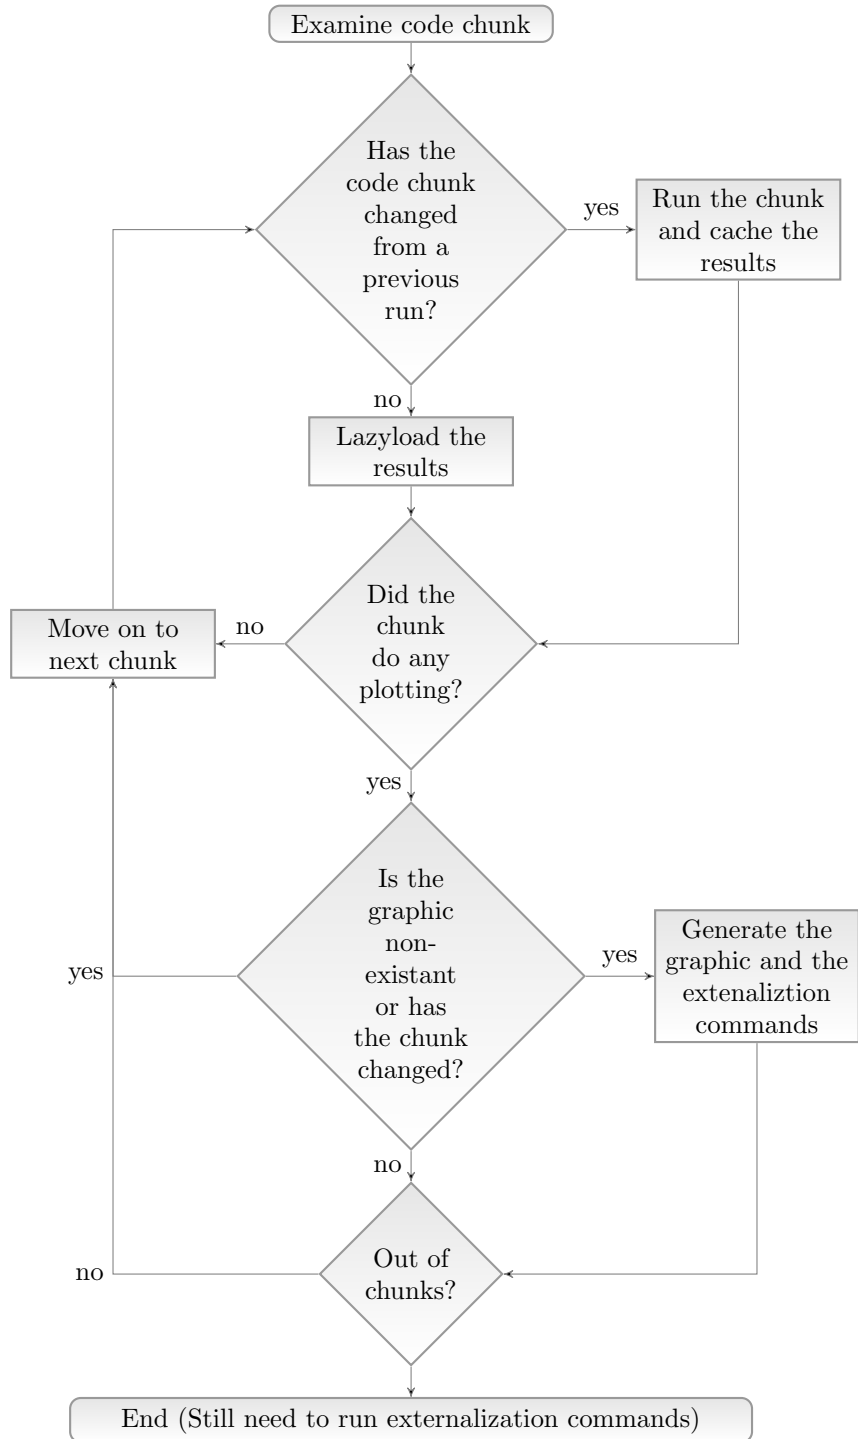 Examine code chunk
Has the
code chunk
changed
from a
previous
run?
yes
Run the chunk
and cache the
results
no
Lazyload the
results
Move on to
next chunk
no
Did the
chunk
do any
plotting?
yes
yes
Is the
graphic
non-
existant
or has
the chunk
changed?
yes
Generate the
graphic and the
extenaliztion
commands
no
no
Out of
chunks?
End (Still need to run externalization commands)